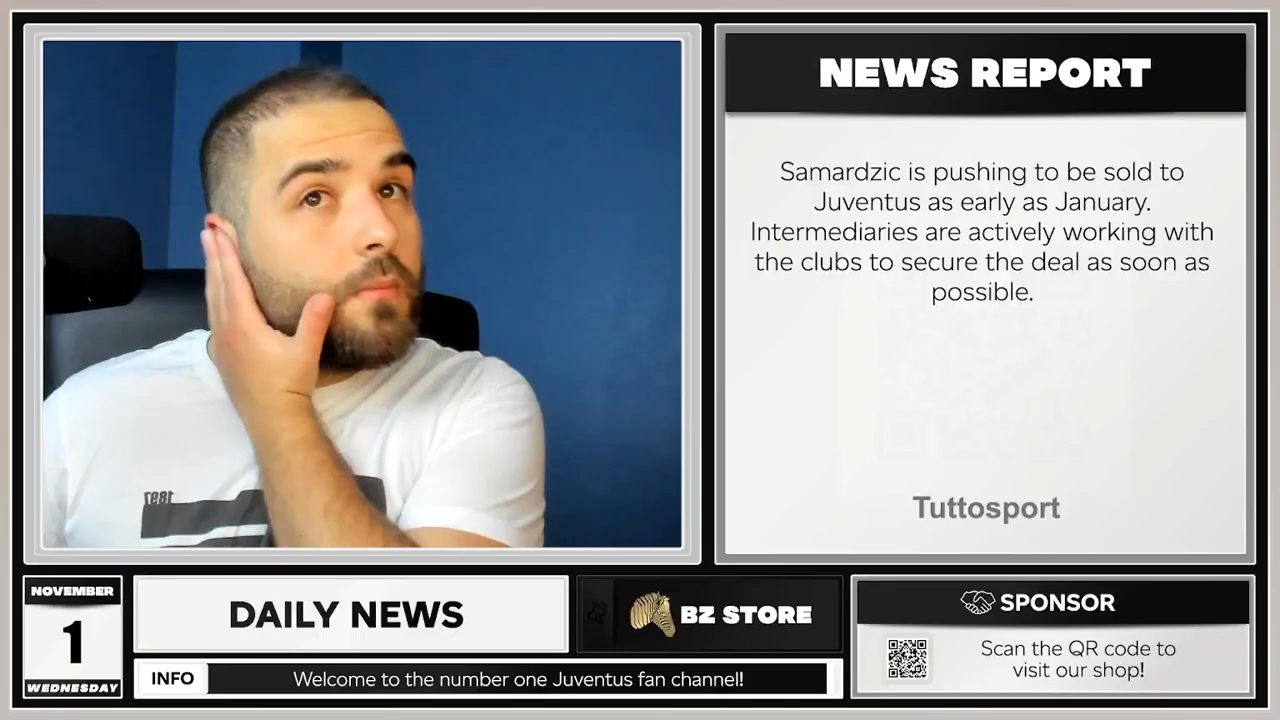 NEWS REPORT
Samardzic is pushing to be sold to
Juventus as early as January.
Intermediaries are actively working with
the clubs to secure the deal as soon as
possible.
Tuttosport
1897
NOVEMBER
1
WEDNESDAY
DAILY NEWS
BZ STORE
INFO
Welcome to the number one Juventus fan channel!
SPONSOR
Scan the QR code to
visit our shop!